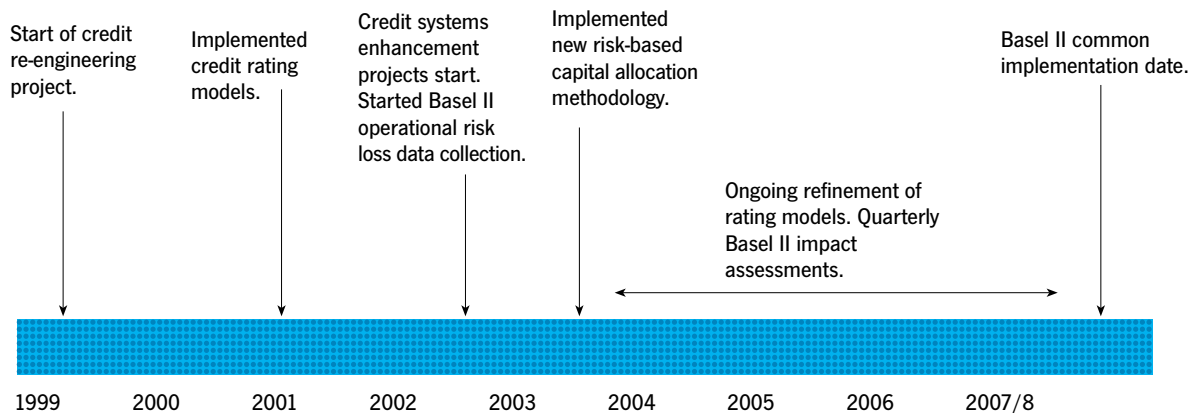 Start of credit
re-engineering
project.
Implemented
credit rating
models.
Credit systems
enhancement
projects start.
Started Basel II
operational risk
loss data collection.
Implemented
new risk-based
capital allocation
methodology.
Ongoing refinement of
rating models. Quarterly
Basel II impact
assessments.
Basel II common
implementation date.
1999 2000 2001 2002 2003 2004 2005 2006 2007/8